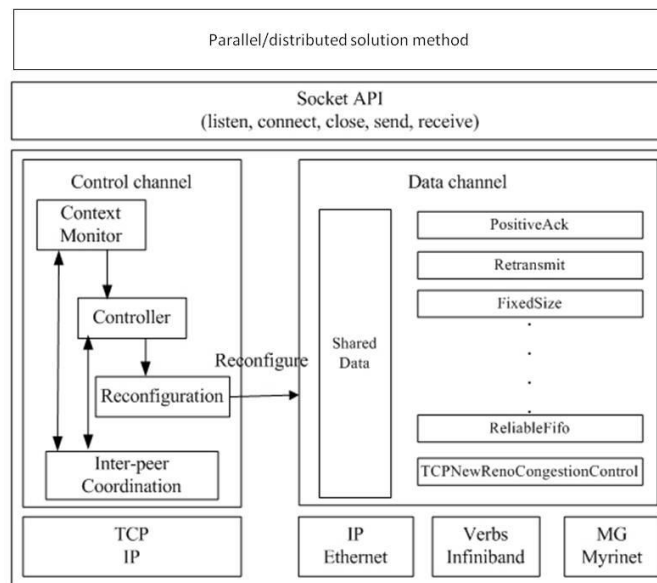 Parallel/distributed solution method
Socket API
(listen, connect, close, send, receive)
Control channel
Context
Monitor
Controller
Reconfiguration
Inter-peer
Coordination
Reconfigure
Data channel
Shared
Data
PositiveAck
Retransmit
FixedSize
ReliableFifo
TCPNewRenoCongestionControl
TCP
IP
IP
Ethernet
Verbs
Infiniband
MG
Myrinet